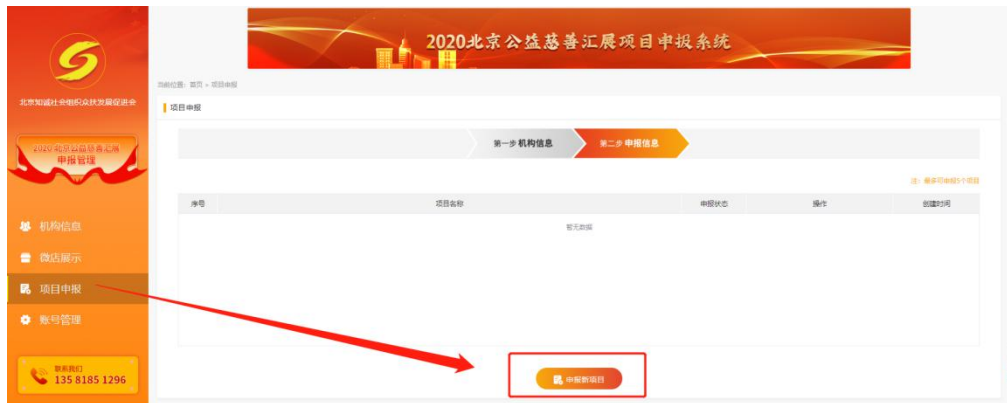 2020北京公益慈善汇展项目申报系统
北京知诚社会组织众扶发展促进会
2020北京公益慈善汇展
申报管理
机构信息
微店展示
项目申报
账号管理
联系我们
135 8185 1296
当前位置：首页 > 项目申报
项目申报
第一步 机构信息
第二步 申报信息
注：最多可申报5个项目
序号 项目名称 申报状态 操作 创建时间
暂无数据
申报新项目